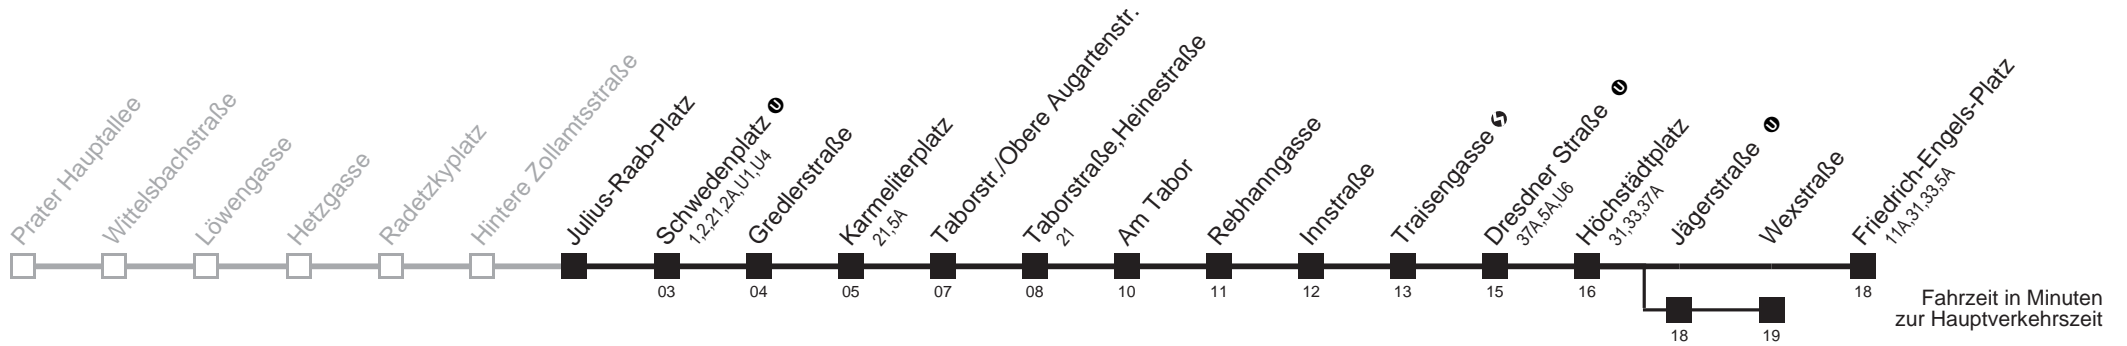 Prater Hauptallee
Wittelsbachstraße
Löwengasse
Hetzgasse
Radetzkyplatz
Hintere Zollamtsstraße
Julius-Raab-Platz
Schwedenplatz U
1,2,21,2A,U1,U4
03
Gredlerstraße
04
Karmeliterplatz
21,5A
05
Taborstr./Obere Augartenstr.
07
Taborstraße,Heinestraße
21
08
Am Tabor
10
Rebhanngasse
11
Innstraße
12
Traisengasse
13
Dresdner Straße U
37A,5A,U6
15
Höchstädtplatz
31,33,37A
16
Jägerstraße U
18
Wexstraße
19
Friedrich-Engels-Platz
11A,31,33,5A
18
Fahrzeit in Minuten
zur Hauptverkehrszeit